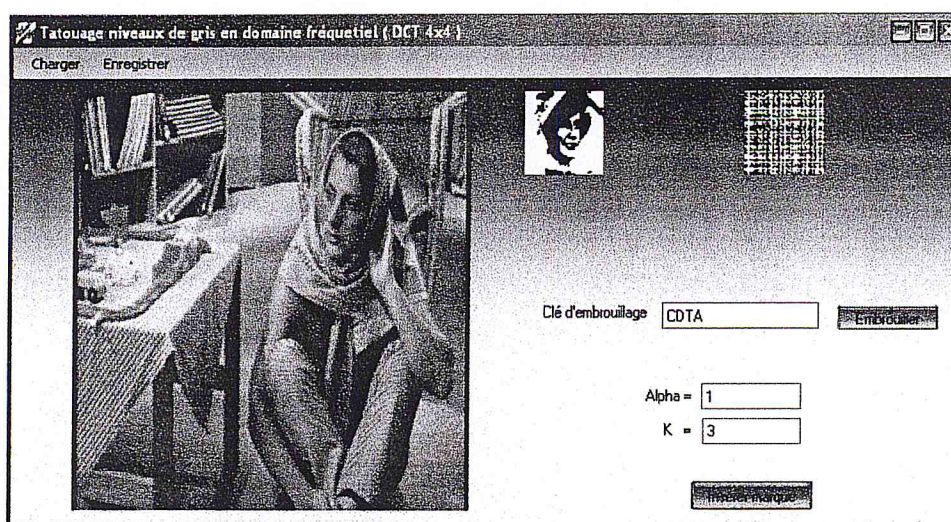 Tatouage niveaux de gris en domaine fréquetiel ( DCT 4x4 )
Charger Enregistrer
Clé d'embrouillage CDTA Embrouiller
Alpha = 1
K = 3
Insérer marque